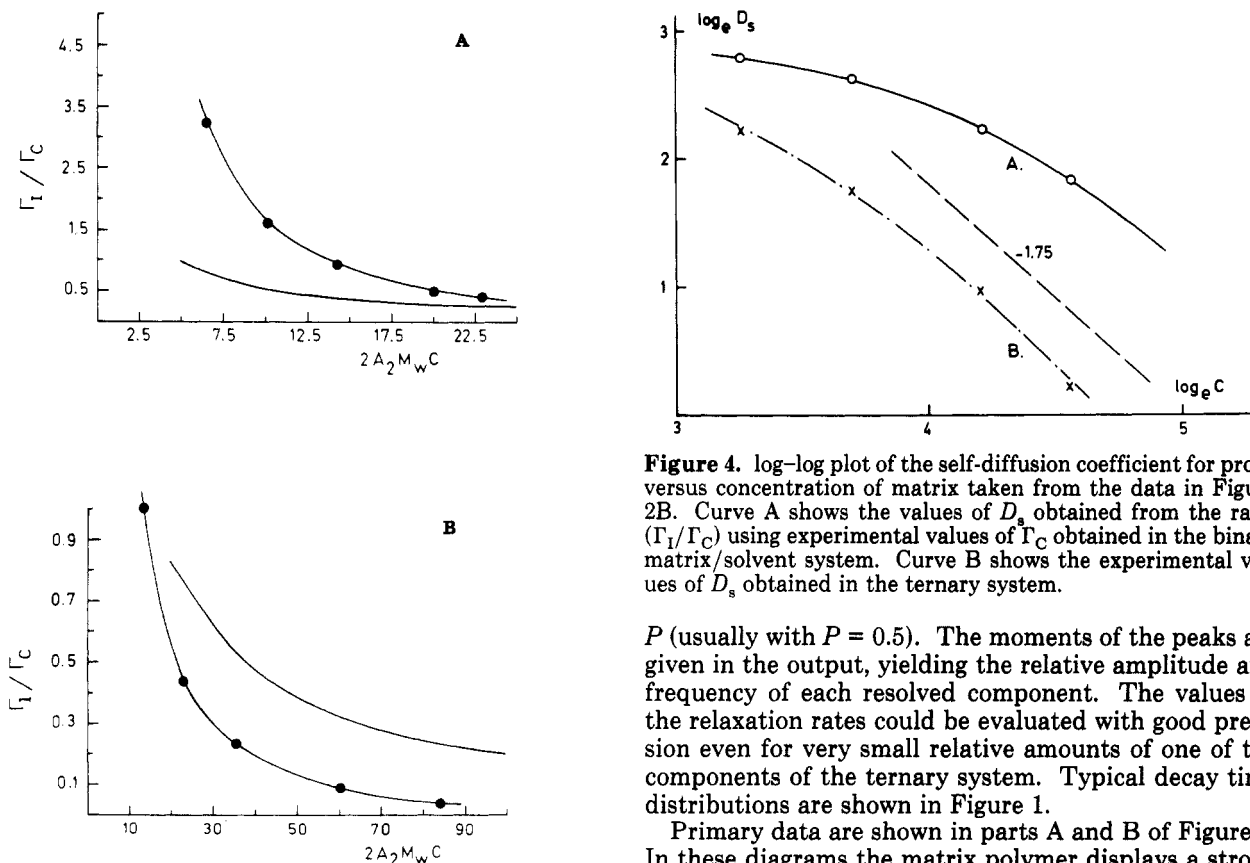 A
4.5
3.5
2.5
1.5
0.5
Γ_I / Γ_C
2.5 7.5 12.5 17.5 22.5
2A₂M_wC
B
0.9
0.7
0.5
0.3
0.1
Γ_I / Γ_C
10 30 50 70 90
2A₂M_wC
log_e D_s
3
2
1
A.
-1.75
B.
log_e C
3 4 5
Figure 4. log–log plot of the self-diffusion coefficient for pro
versus concentration of matrix taken from the data in Figu
2B. Curve A shows the values of D_s obtained from the ra
(Γ_I/Γ_C) using experimental values of Γ_C obtained in the bina
matrix/solvent system. Curve B shows the experimental v
ues of D_s obtained in the ternary system.
P (usually with P = 0.5). The moments of the peaks a
given in the output, yielding the relative amplitude a
frequency of each resolved component. The values
the relaxation rates could be evaluated with good pre
sion even for very small relative amounts of one of t
components of the ternary system. Typical decay ti
distributions are shown in Figure 1.
Primary data are shown in parts A and B of Figure
In these diagrams the matrix polymer displays a stro